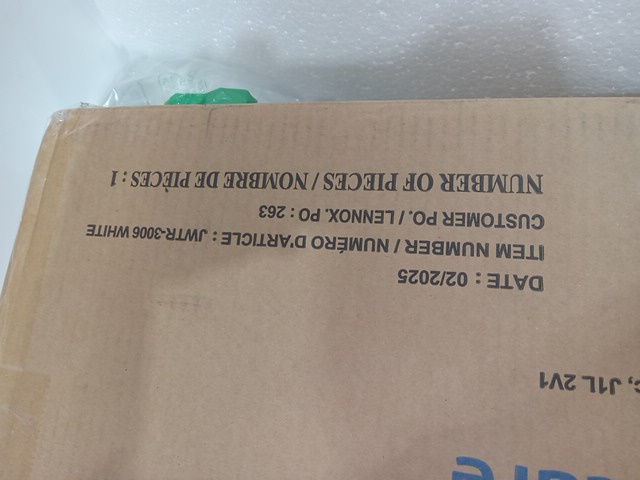 are
c, J1L 2V1
DATE : 02/2025
ITEM NUMBER / NUMÉRO D'ARTICLE : JWTR-3006 WHITE
CUSTOMER PO. / LENNOX. PO : 263
NUMBER OF PIECES / NOMBRE DE PIÈCES : 1